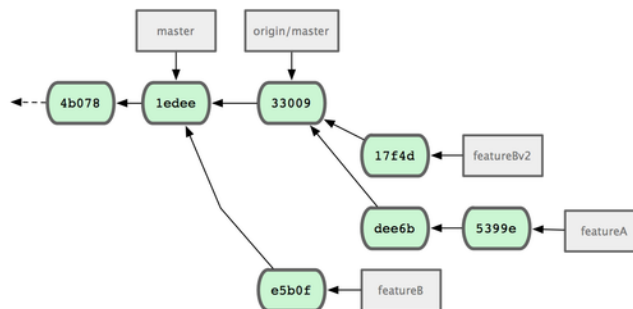 master
origin/master
4b078
1edee
33009
17f4d
featureBv2
dee6b
5399e
featureA
e5b0f
featureB